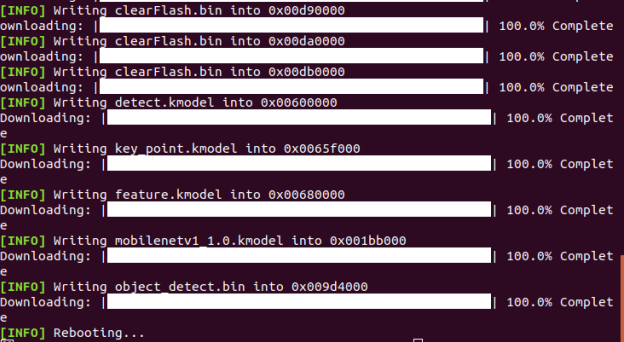 [INFO] Writing clearFlash.bin into 0x00d90000
ownloading: || 100.0% Complete
[INFO] Writing clearFlash.bin into 0x00da0000
ownloading: || 100.0% Complete
[INFO] Writing clearFlash.bin into 0x00db0000
ownloading: || 100.0% Complete
[INFO] Writing detect.kmodel into 0x00600000
Downloading: || 100.0% Complet
e
[INFO] Writing key_point.kmodel into 0x0065f000
Downloading: || 100.0% Complet
e
[INFO] Writing feature.kmodel into 0x00680000
Downloading: || 100.0% Complet
e
[INFO] Writing mobilenetv1_1.0.kmodel into 0x001bb000
Downloading: || 100.0% Complet
e
[INFO] Writing object_detect.bin into 0x009d4000
Downloading: || 100.0% Complet
e
[INFO] Rebooting...